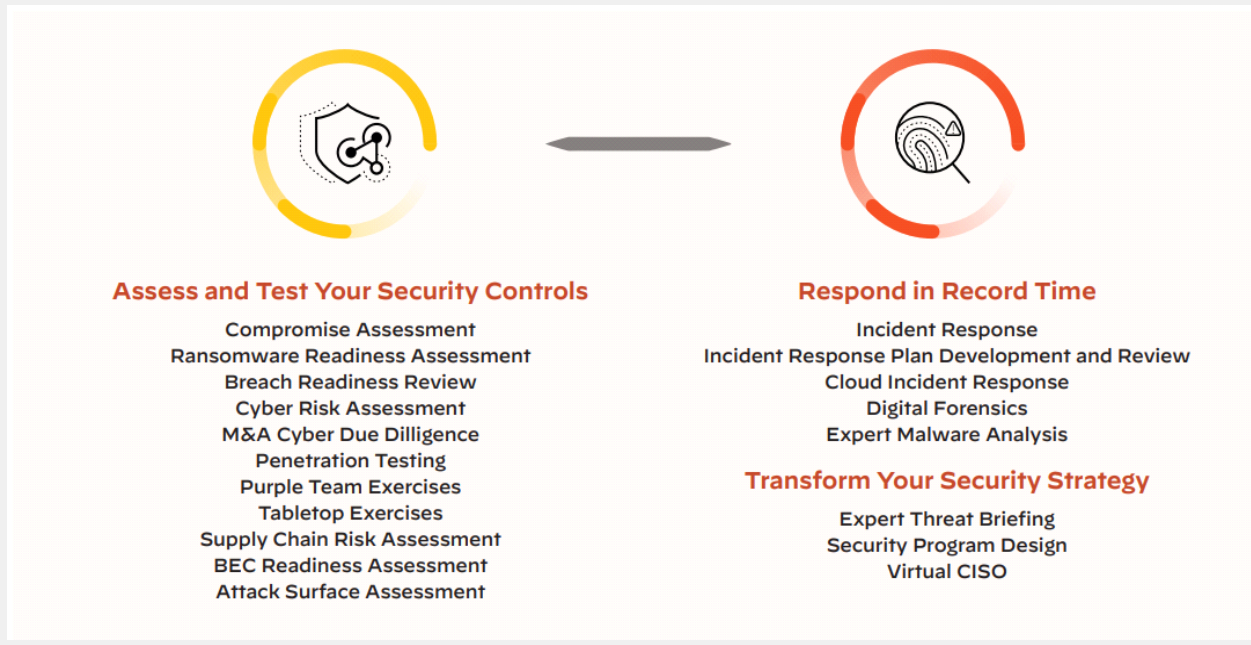 Assess and Test Your Security Controls
Compromise Assessment
Ransomware Readiness Assessment
Breach Readiness Review
Cyber Risk Assessment
M&A Cyber Due Dilligence
Penetration Testing
Purple Team Exercises
Tabletop Exercises
Supply Chain Risk Assessment
BEC Readiness Assessment
Attack Surface Assessment
Respond in Record Time
Incident Response
Incident Response Plan Development and Review
Cloud Incident Response
Digital Forensics
Expert Malware Analysis
Transform Your Security Strategy
Expert Threat Briefing
Security Program Design
Virtual CISO